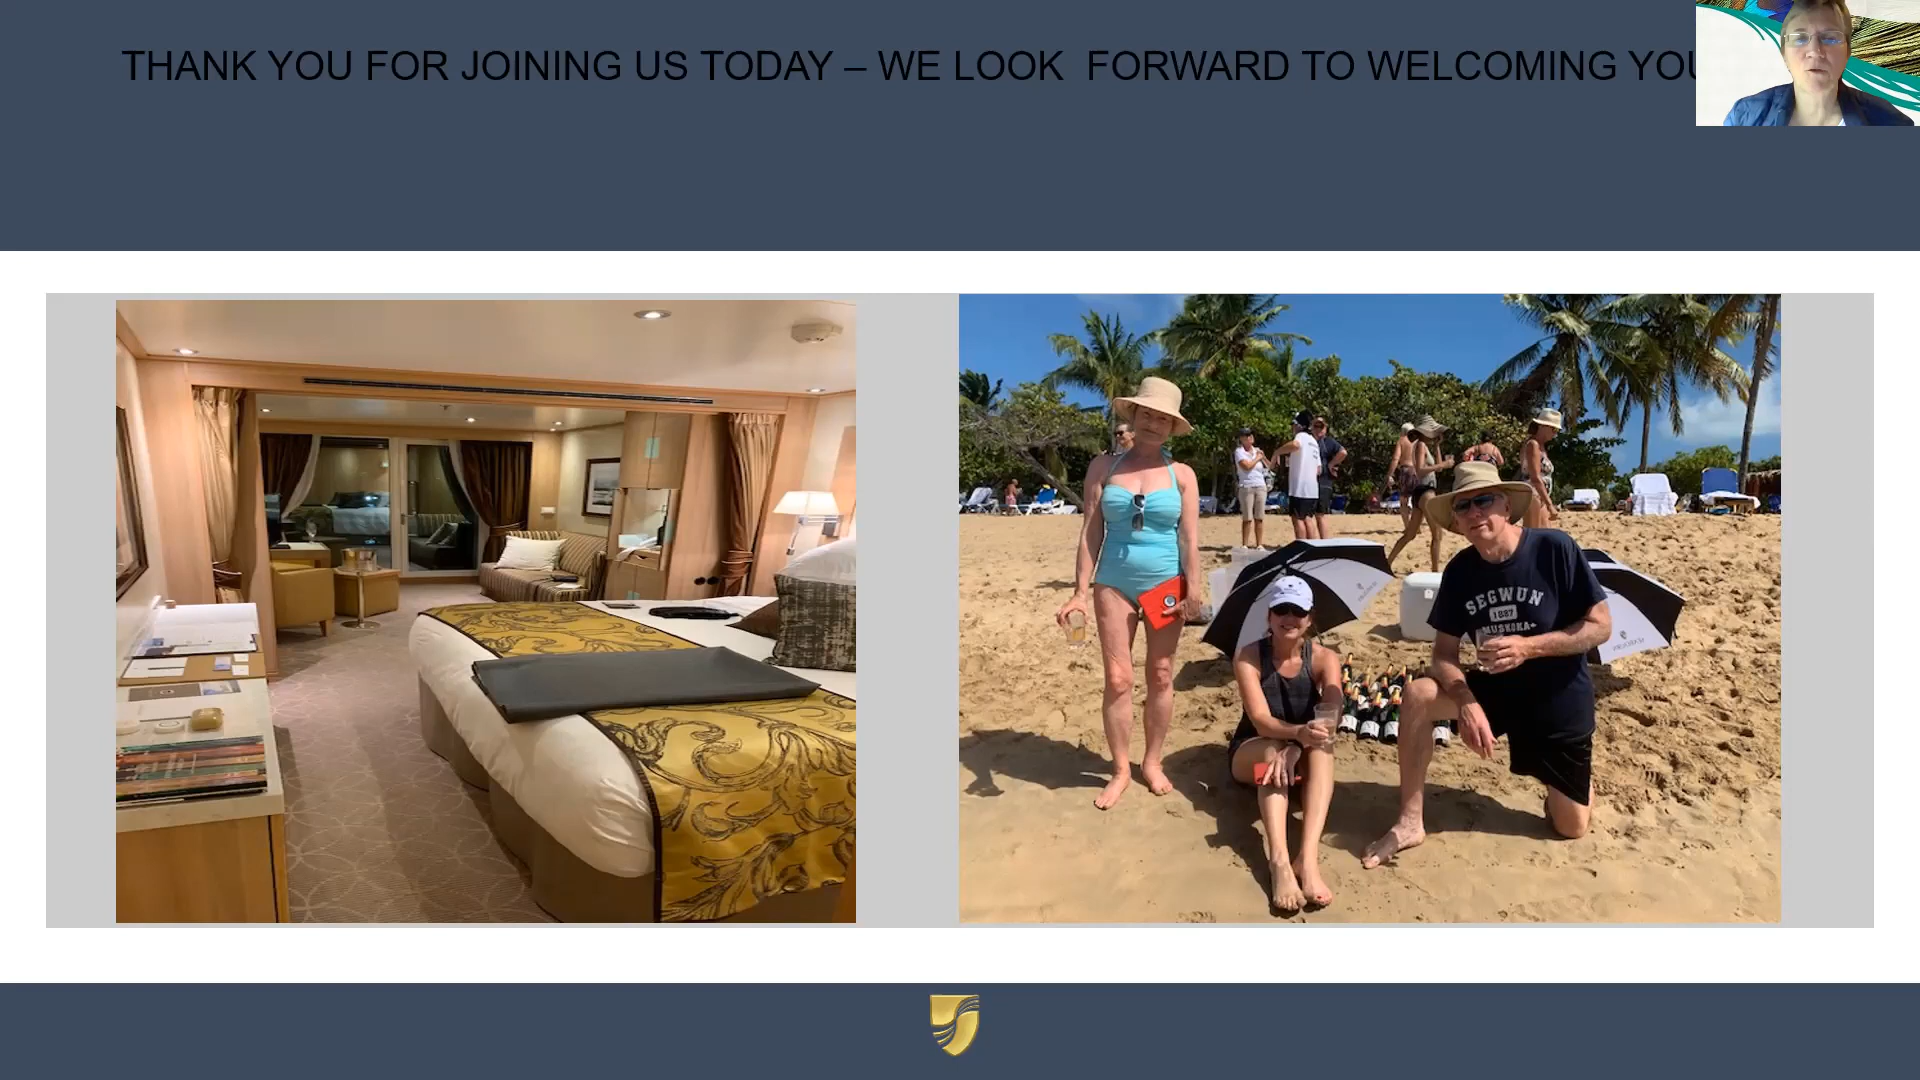 THANK YOU FOR JOINING US TODAY – WE LOOK  FORWARD TO WELCOMING YOU
SEGWUN
1887
MUSKOKA